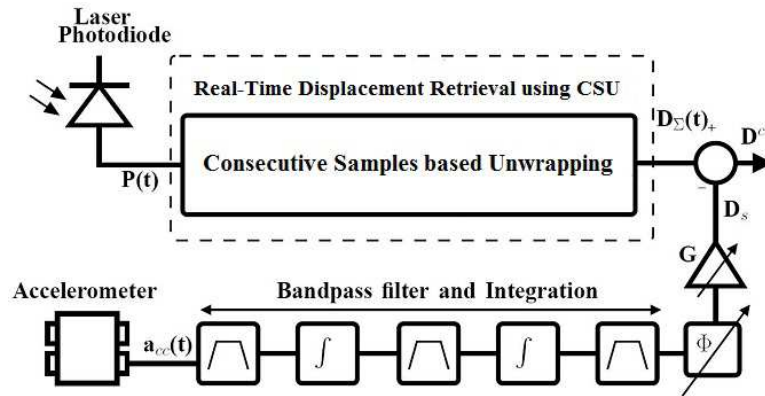 Laser
Photodiode
Real-Time Displacement Retrieval using CSU
Consecutive Samples based Unwrapping
P(t)
D_Σ(t) +
D^c
−
D_s
G
Accelerometer
Bandpass filter and Integration
a_cc(t)
∫
∫
Φ